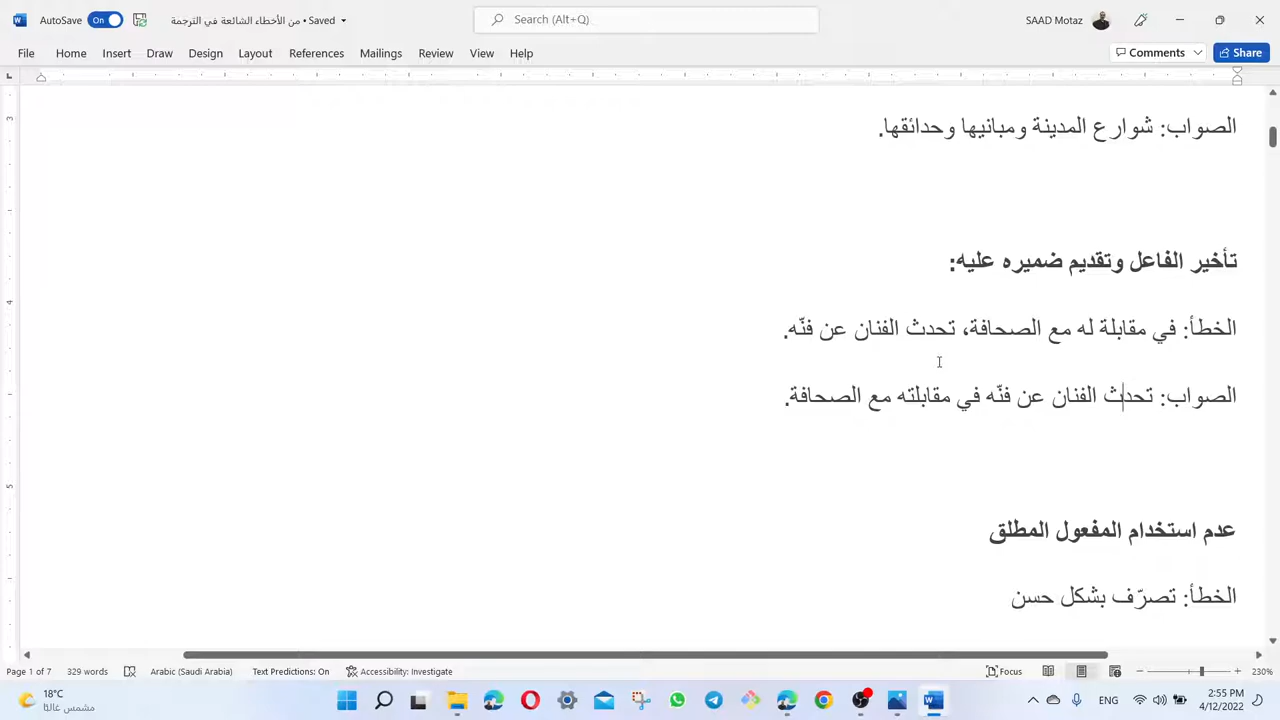 AutoSave On من الأخطاء الشائعة في الترجمة • Saved Search (Alt+Q) SAAD Motaz
File Home Insert Draw Design Layout References Mailings Review View Help Comments Share
3
الصواب: شوارع المدينة ومبانيها وحدائقها.
تأخير الفاعل وتقديم ضميره عليه:
4
الخطأ: في مقابلة له مع الصحافة، تحدث الفنان عن فنّه.
الصواب: تحدث الفنان عن فنّه في مقابلته مع الصحافة.
5
عدم استخدام المفعول المطلق
الخطأ: تصرّف بشكل حسن
Page 1 of 7 329 words Arabic (Saudi Arabia) Text Predictions: On Accessibility: Investigate Focus 230%
18°C
مشمس غالبًا
ENG
2:55 PM
4/12/2022